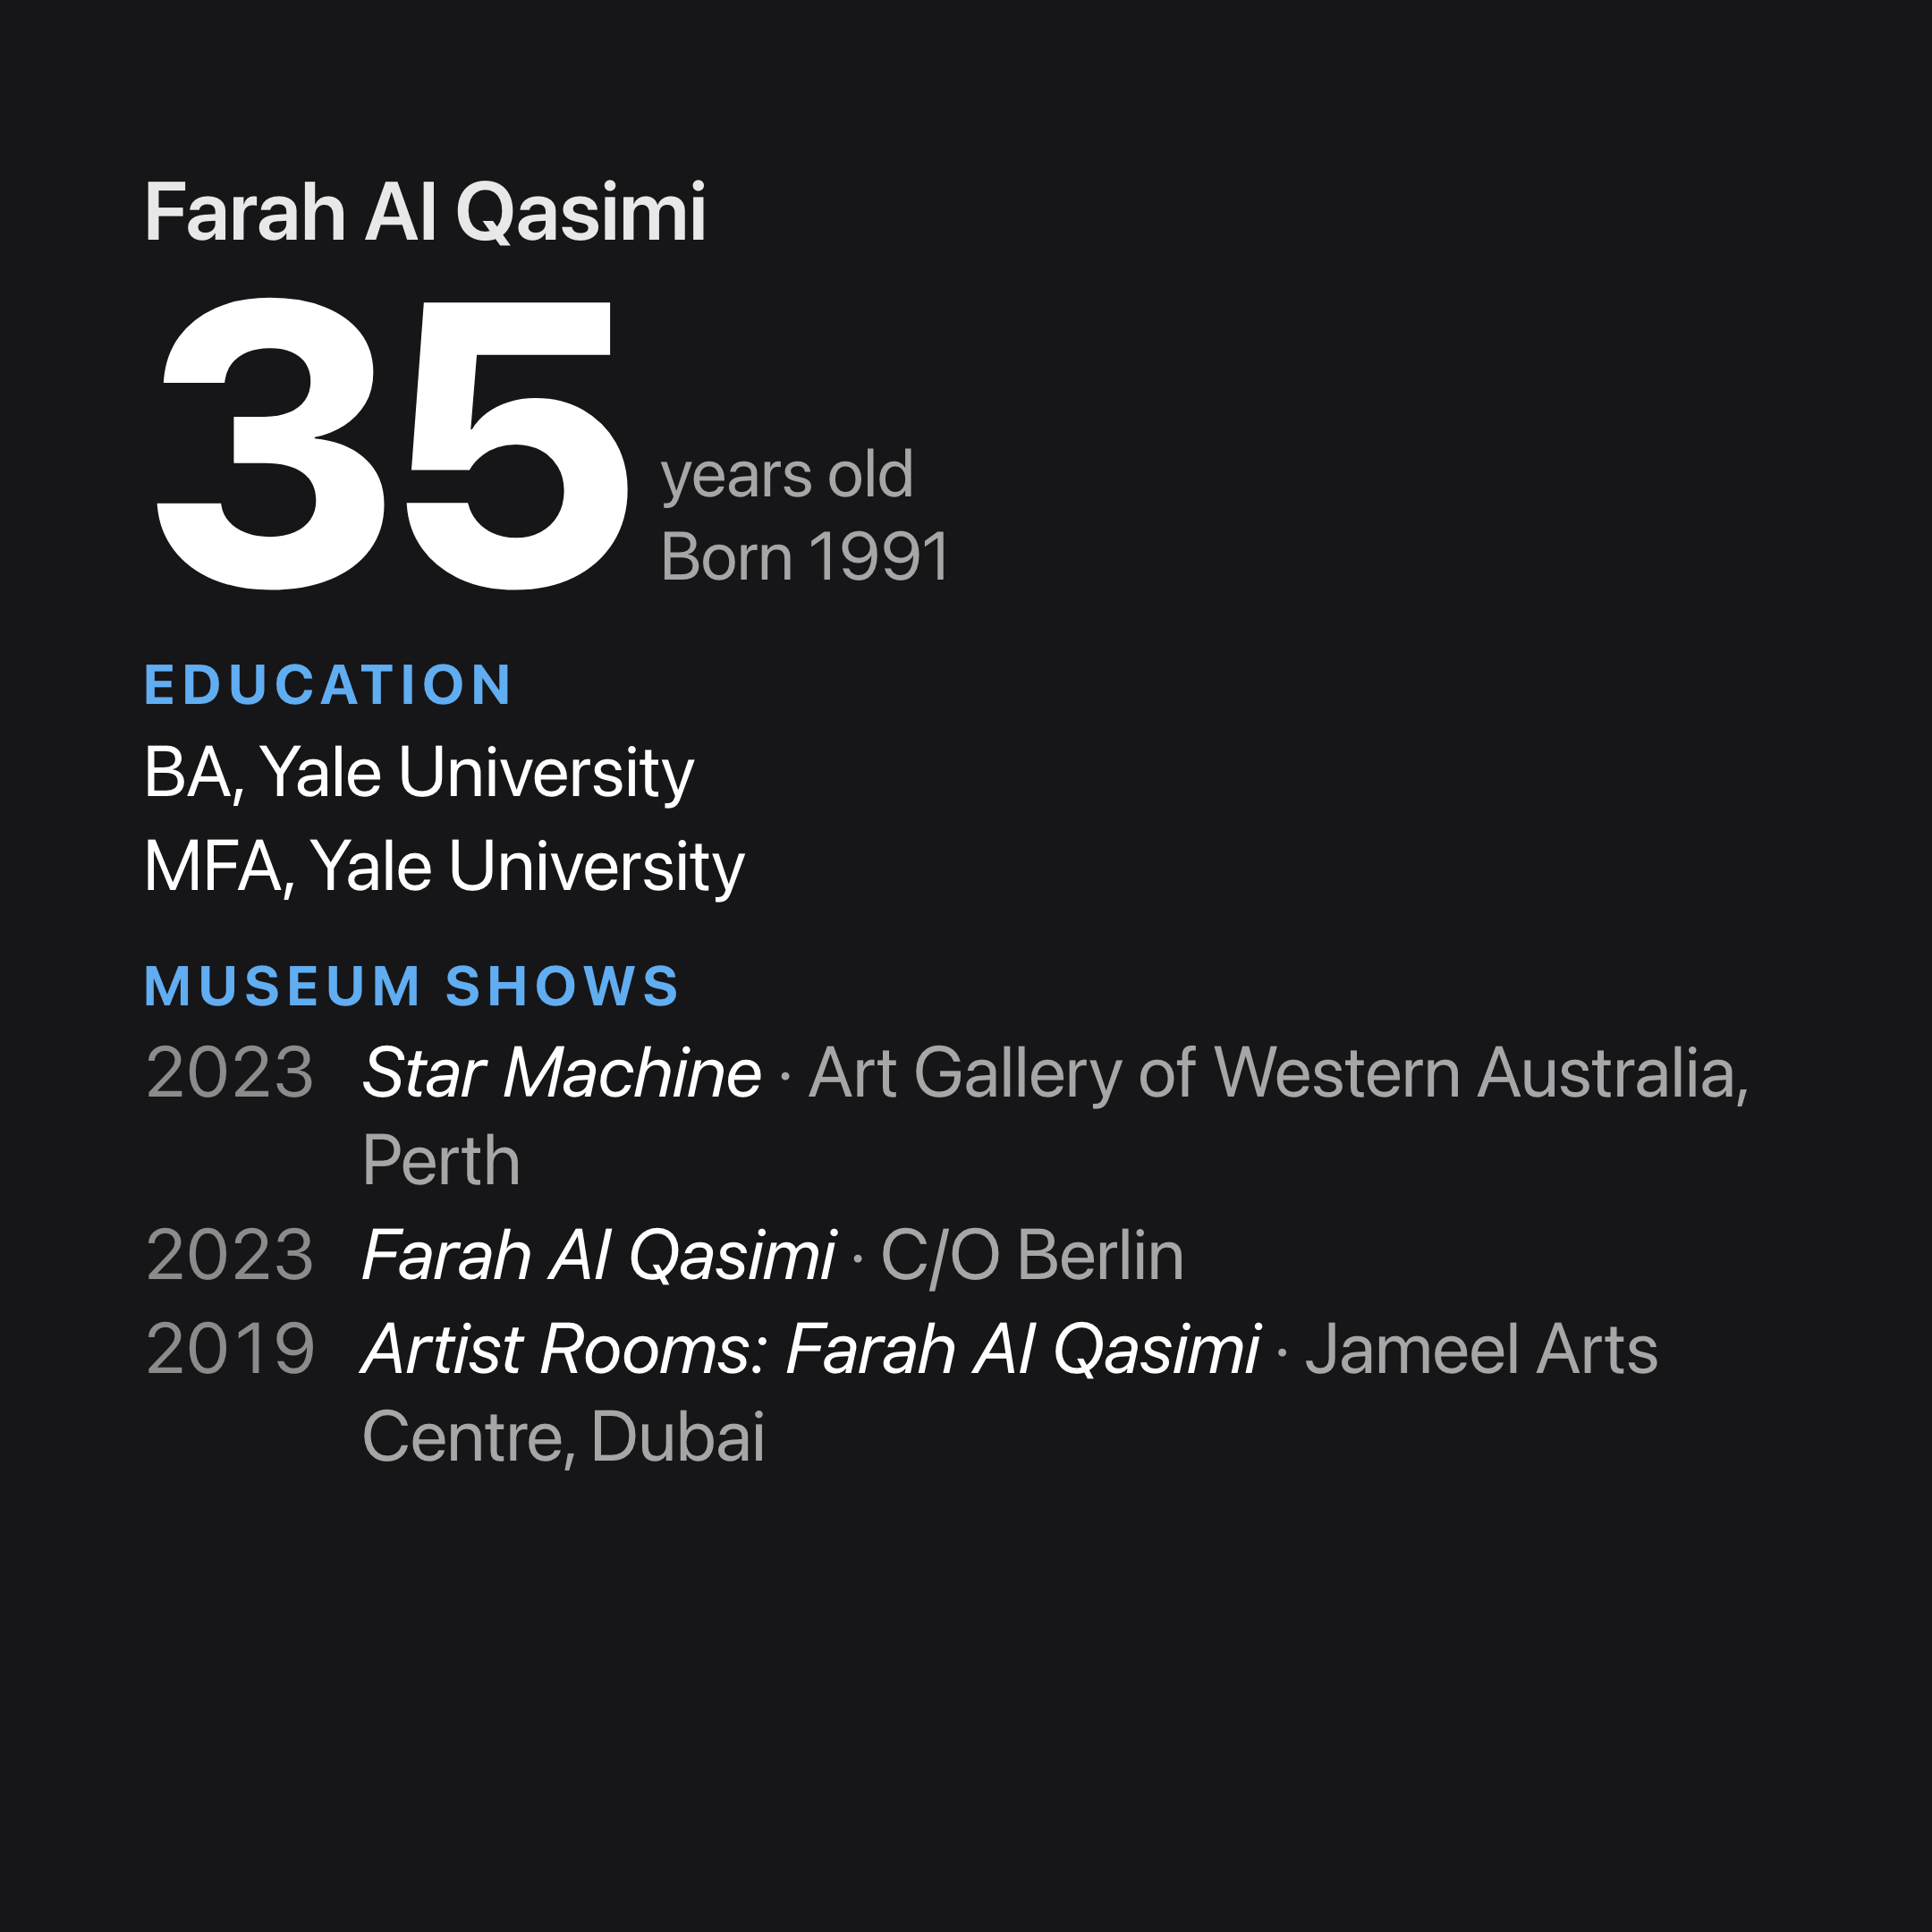 Farah Al Qasimi
35
years old
Born 1991
EDUCATION
BA, Yale University
MFA, Yale University
MUSEUM SHOWS
2023 Star Machine · Art Gallery of Western Australia,
Perth
2023 Farah Al Qasimi · C/O Berlin
2019 Artist Rooms: Farah Al Qasimi · Jameel Arts
Centre, Dubai